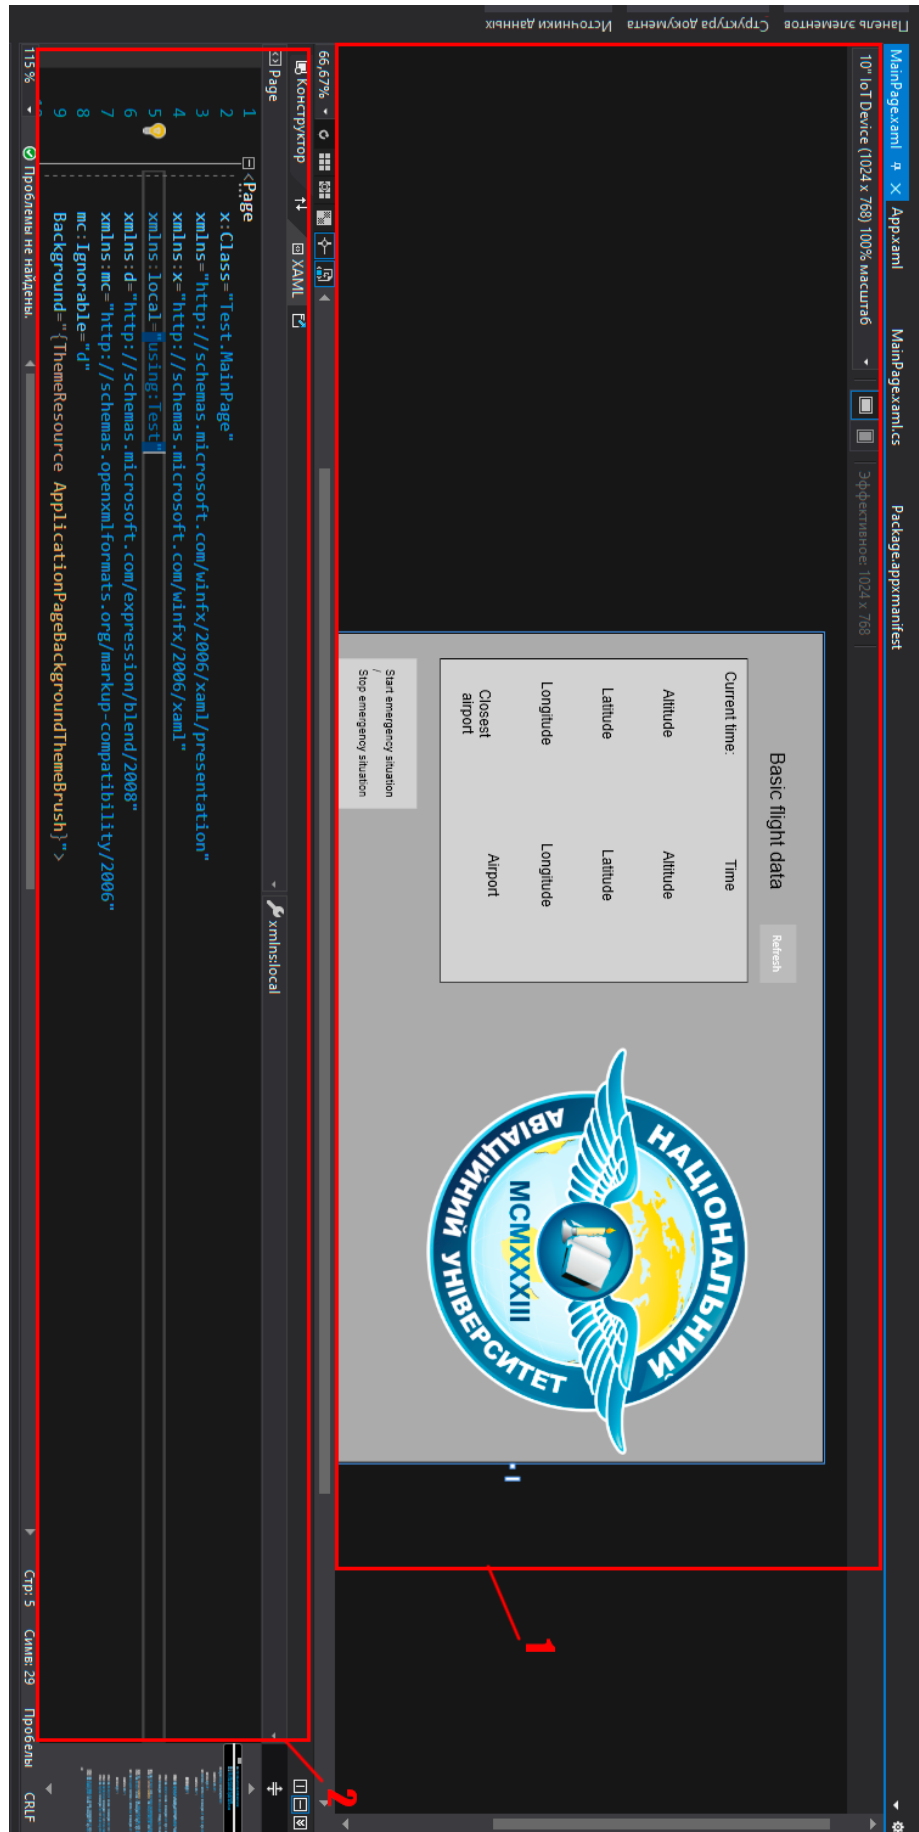 Панель элементов
Структура документа
Источники данных
MainPage.xaml
App.xaml
MainPage.xaml.cs
Package.appxmanifest
10" IoT Device (1024 x 768) 100% масштаб
Эффективное: 1024 x 768
Basic flight data
Refresh
Current time:
Time
Altitude
Altitude
Latitude
Latitude
Longitude
Longitude
Closest
airport
Airport
Start emergency situation
/
Stop emergency situation
НАЦІОНАЛЬНИЙ
АВІАЦІЙНИЙ УНІВЕРСИТЕТ
MCMXXXIII
1
66,67%
Конструктор
XAML
2
Page
xmlns:local
1 <Page
2 x:Class="Test.MainPage"
3 xmlns="http://schemas.microsoft.com/winfx/2006/xaml/presentation"
4 xmlns:x="http://schemas.microsoft.com/winfx/2006/xaml"
5 xmlns:local="using:Test"
6 xmlns:d="http://schemas.microsoft.com/expression/blend/2008"
7 xmlns:mc="http://schemas.openxmlformats.org/markup-compatibility/2006"
8 mc:Ignorable="d"
9 Background="{ThemeResource ApplicationPageBackgroundThemeBrush}">
115 %
Проблемы не найдены.
Стр: 5
Симв: 29
Пробелы
CRLF